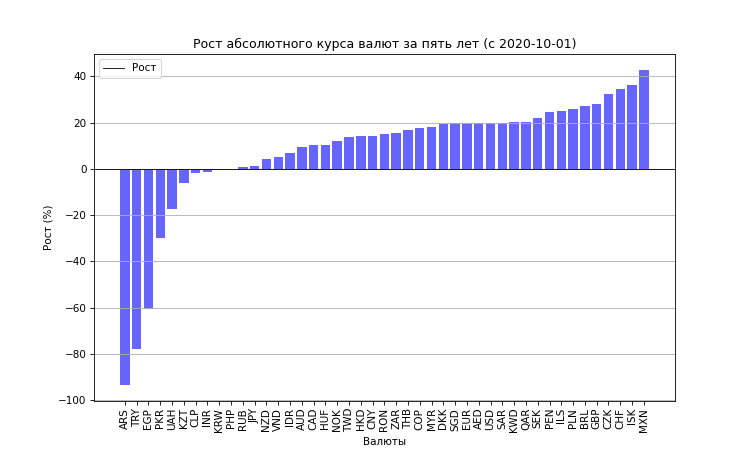 Рост абсолютного курса валют за пять лет (с 2020-10-01)
Рост
Рост (%)
40
20
0
−20
−40
−60
−80
−100
ARS
TRY
EGP
PKR
UAH
KZT
CLP
INR
KRW
PHP
RUB
JPY
NZD
VND
IDR
AUD
CAD
HUF
NOK
TWD
HKD
CNY
RON
ZAR
THB
COP
MYR
DKK
SGD
EUR
AED
USD
SAR
KWD
QAR
SEK
PEN
ILS
PLN
BRL
GBP
CZK
CHF
ISK
MXN
Валюты